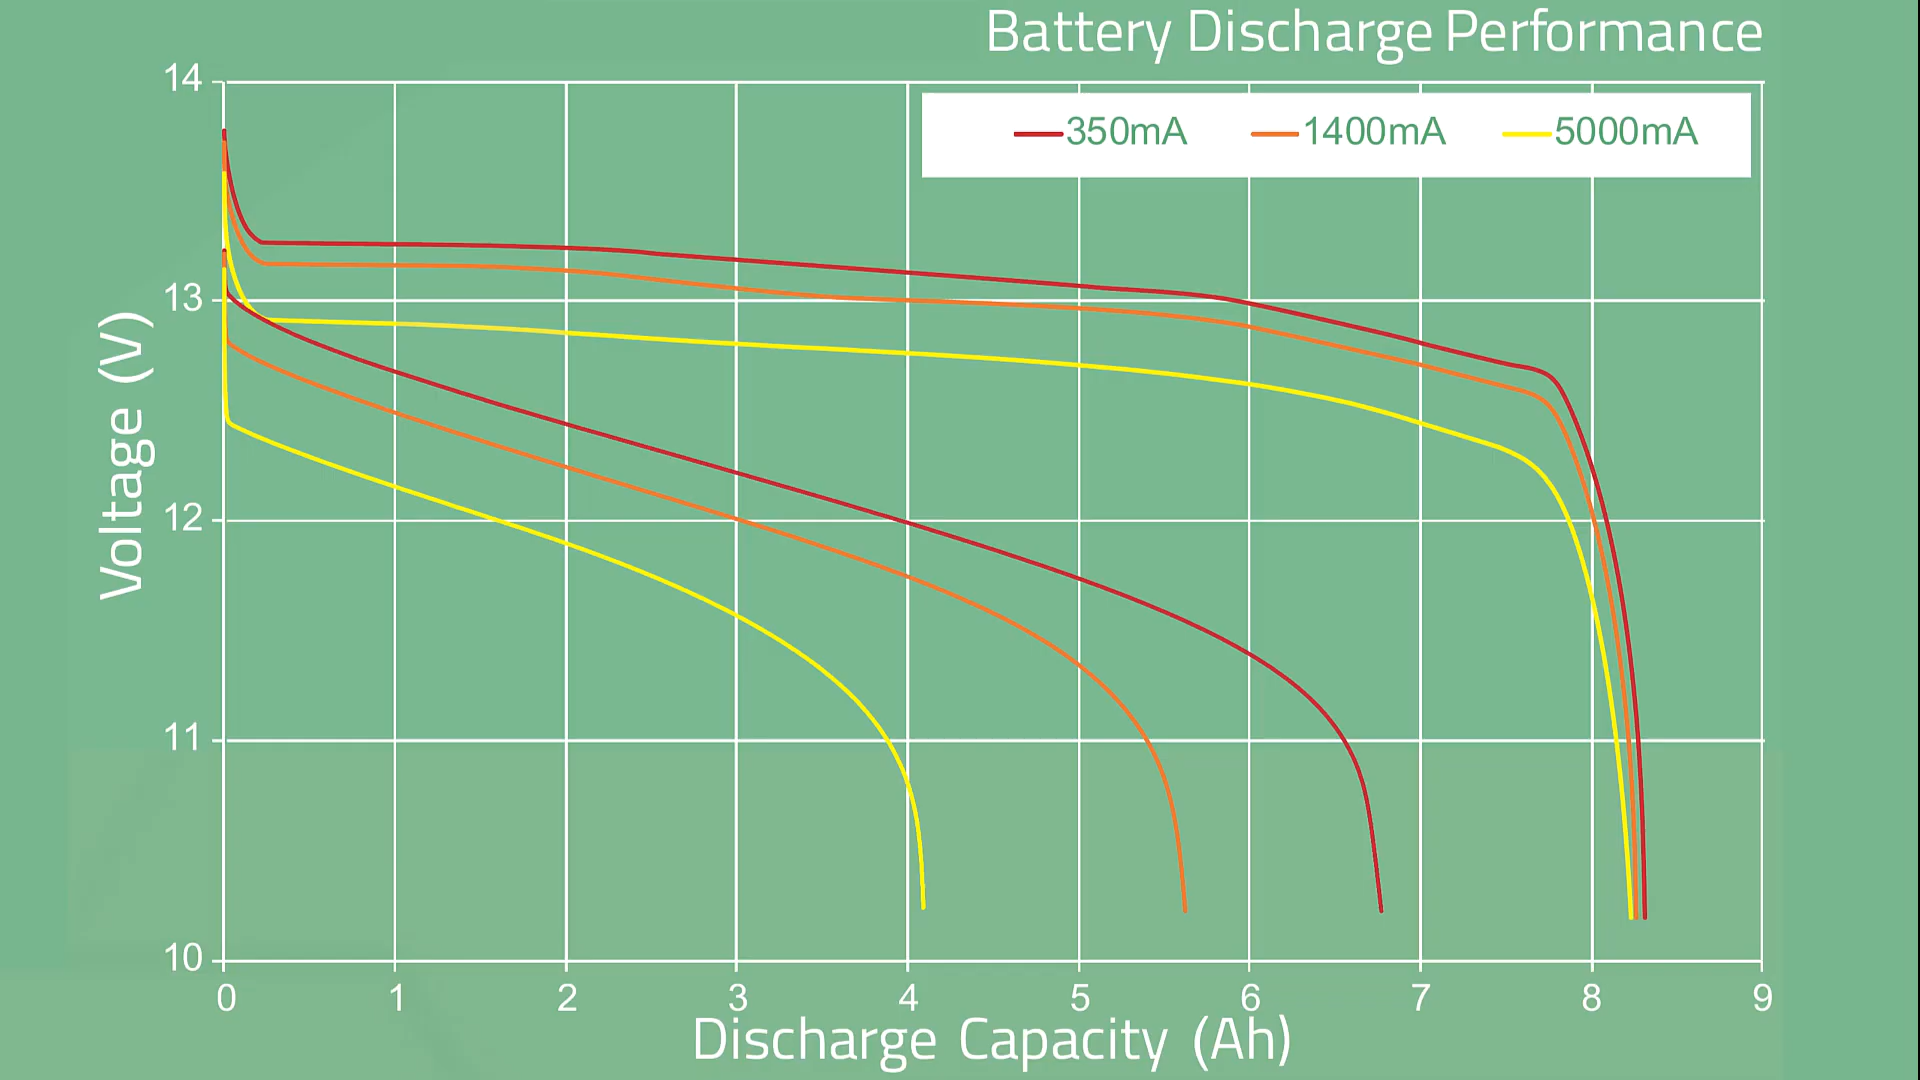 Battery Discharge Performance
350mA 1400mA 5000mA
14
13
12
11
10
Voltage (V)
0 1 2 3 4 5 6 7 8 9
Discharge Capacity (Ah)